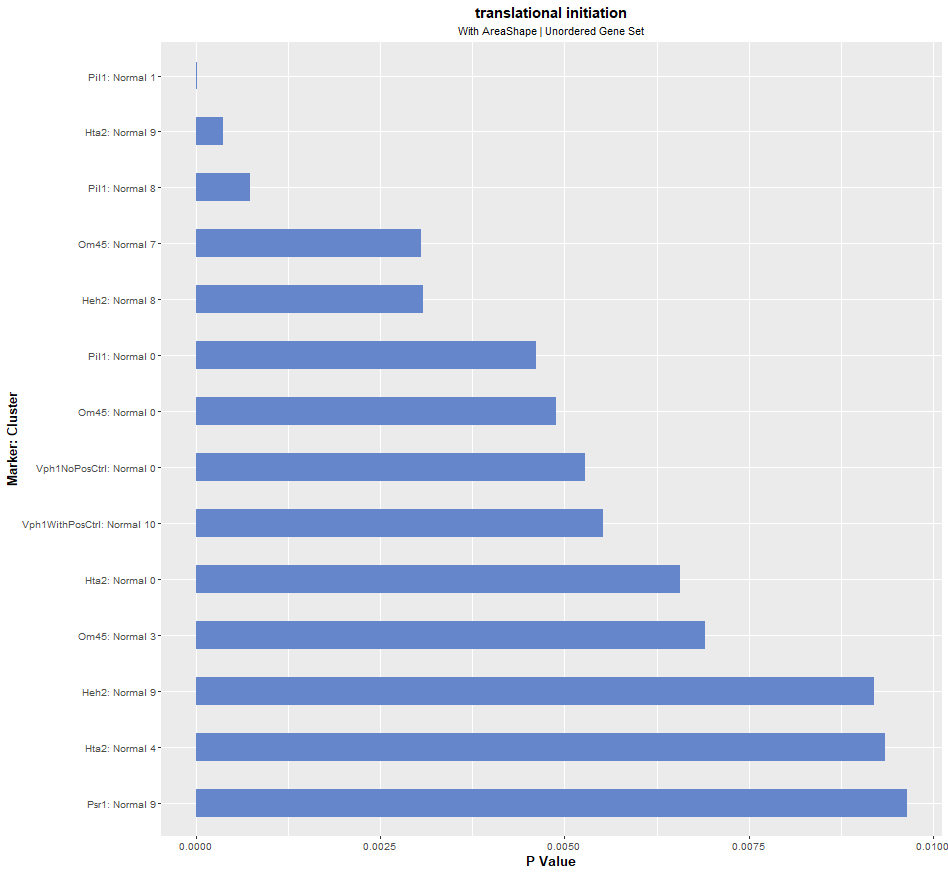 translational initiation
With AreaShape | Unordered Gene Set
Marker: Cluster
Pil1: Normal 1
Hta2: Normal 9
Pil1: Normal 8
Om45: Normal 7
Heh2: Normal 8
Pil1: Normal 0
Om45: Normal 0
Vph1NoPosCtrl: Normal 0
Vph1WithPosCtrl: Normal 10
Hta2: Normal 0
Om45: Normal 3
Heh2: Normal 9
Hta2: Normal 4
Psr1: Normal 9
0.0000 0.0025 0.0050 0.0075 0.0100
P Value